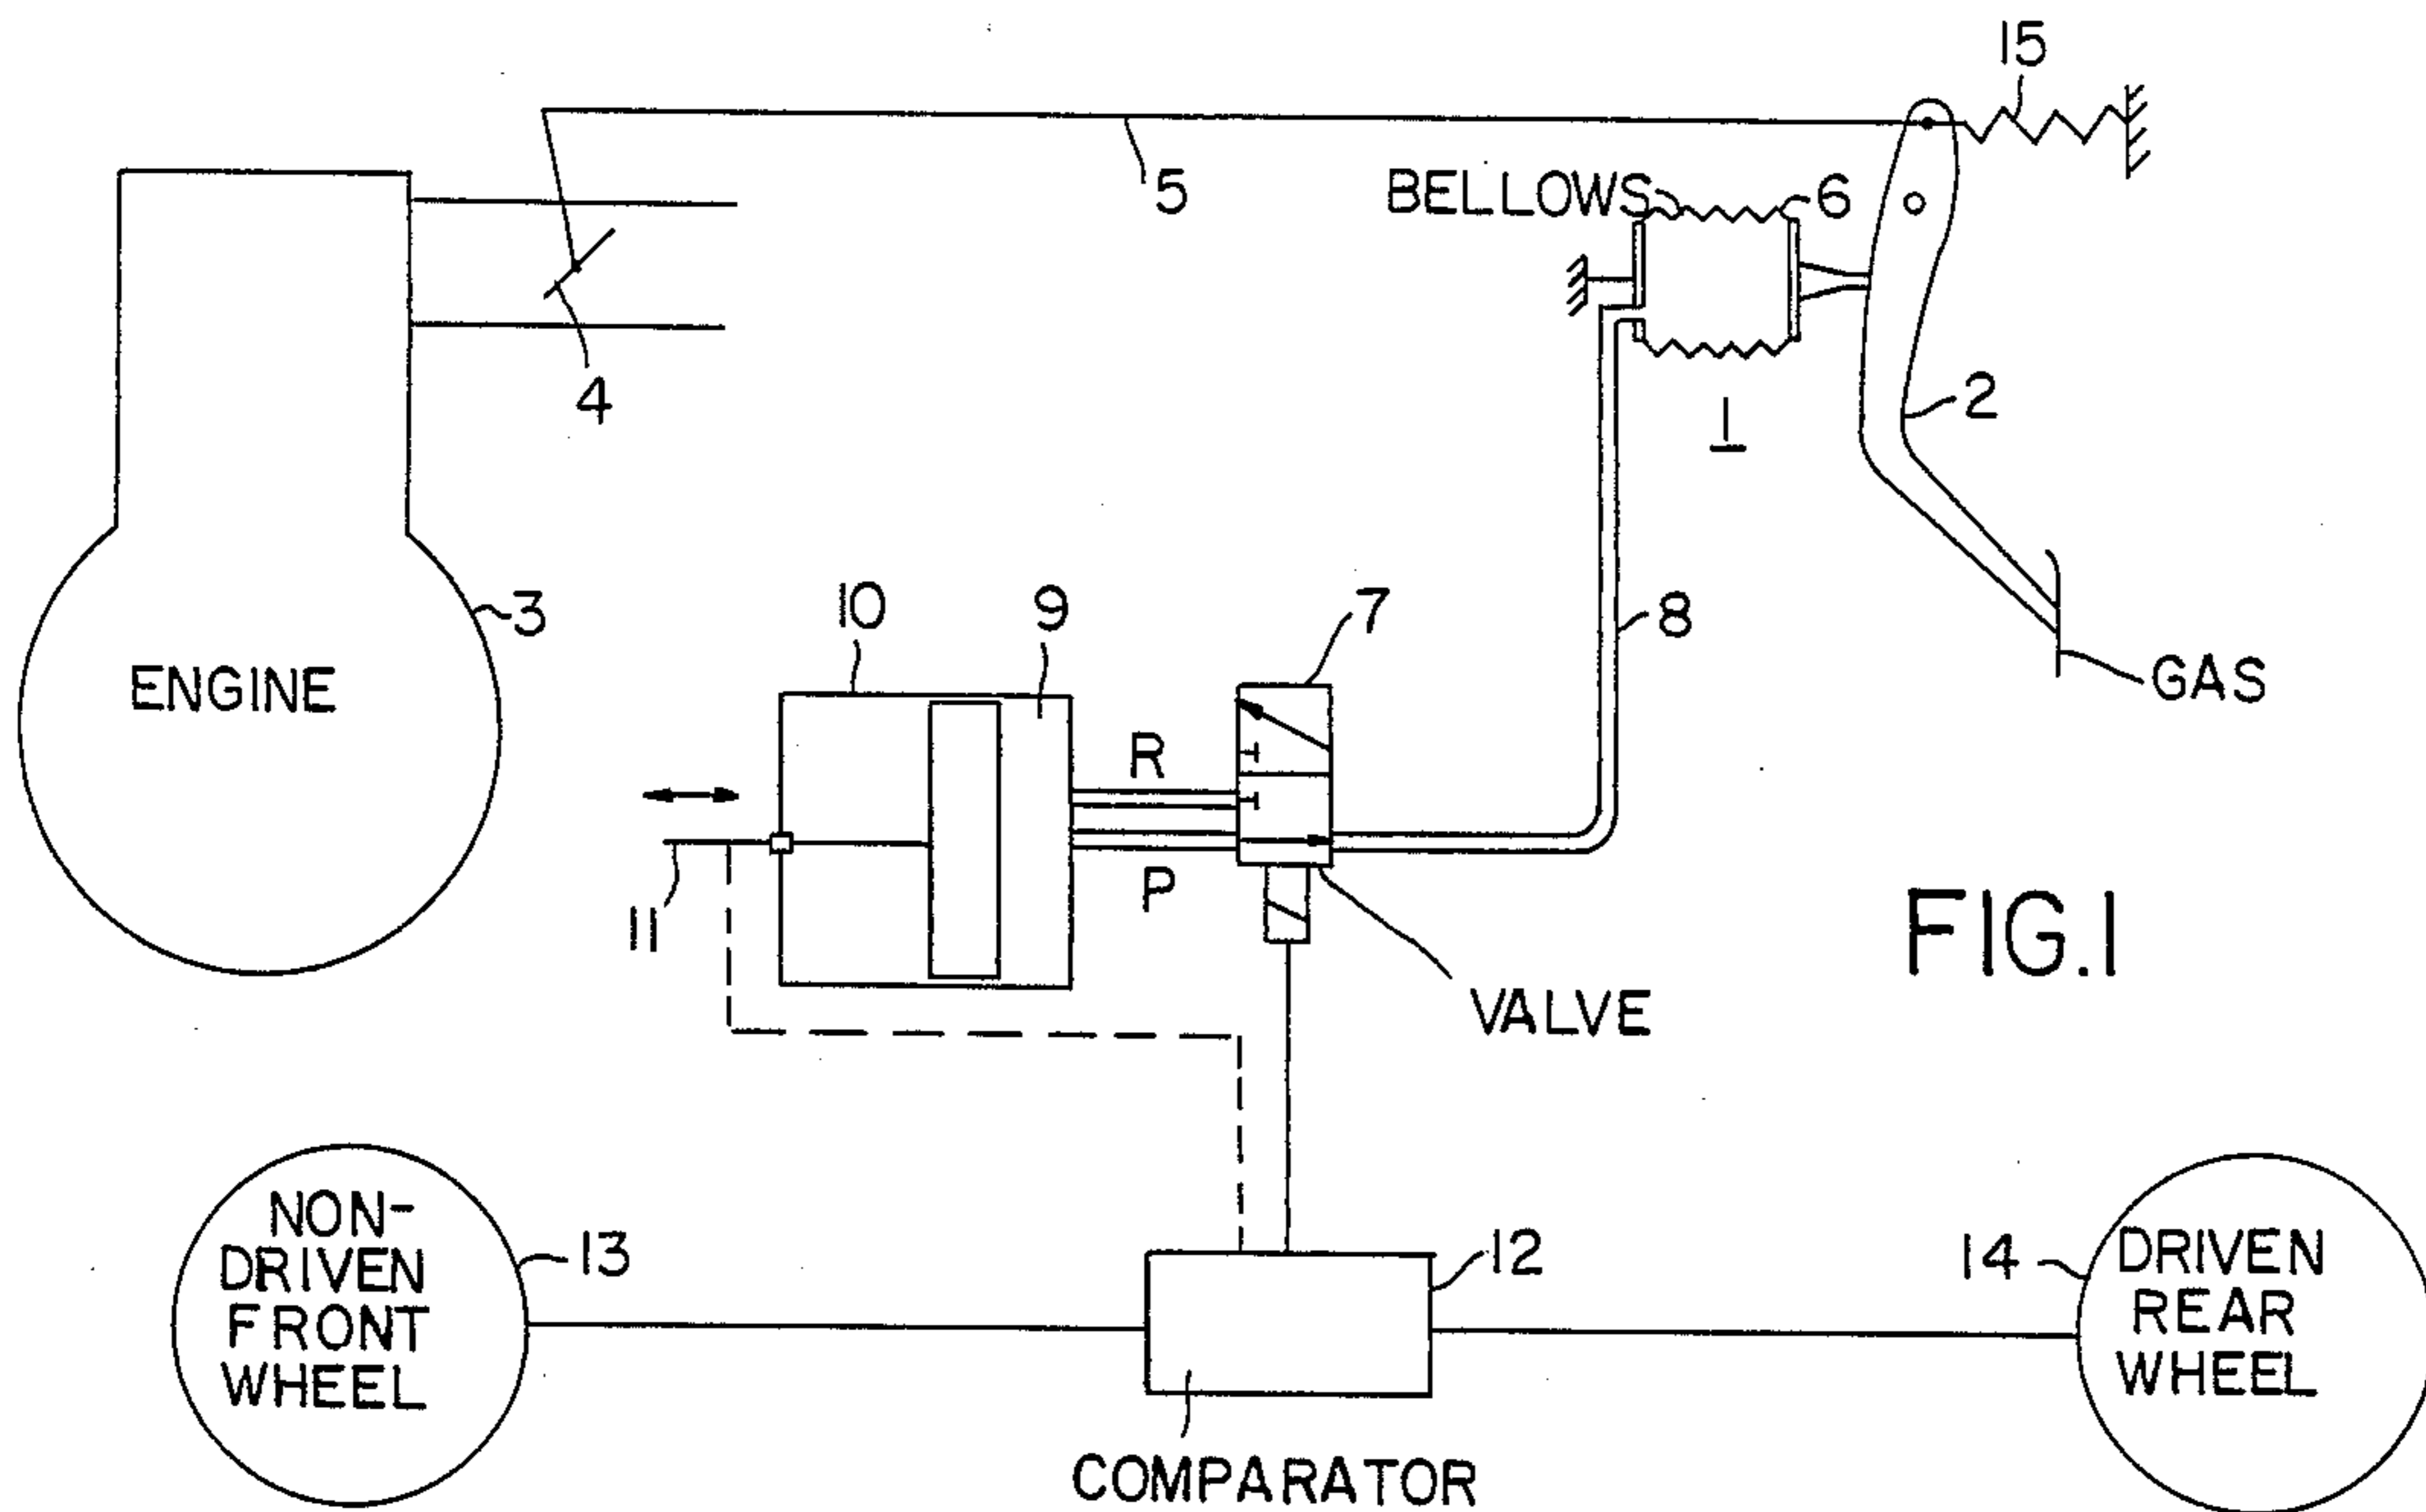 15
5
BELLOWS
6
4
2
1
3
ENGINE
10
9
7
8
GAS
R
P
11
VALVE
FIG.1
NON-
DRIVEN
FRONT
WHEEL
13
12
14
DRIVEN
REAR
WHEEL
COMPARATOR